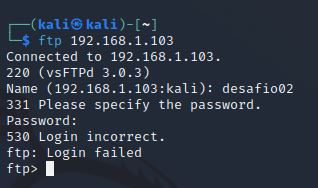 ┌──(kali㉿kali)-[~]
└─$ ftp 192.168.1.103
Connected to 192.168.1.103.
220 (vsFTPd 3.0.3)
Name (192.168.1.103:kali): desafio02
331 Please specify the password.
Password:
530 Login incorrect.
ftp: Login failed
ftp>